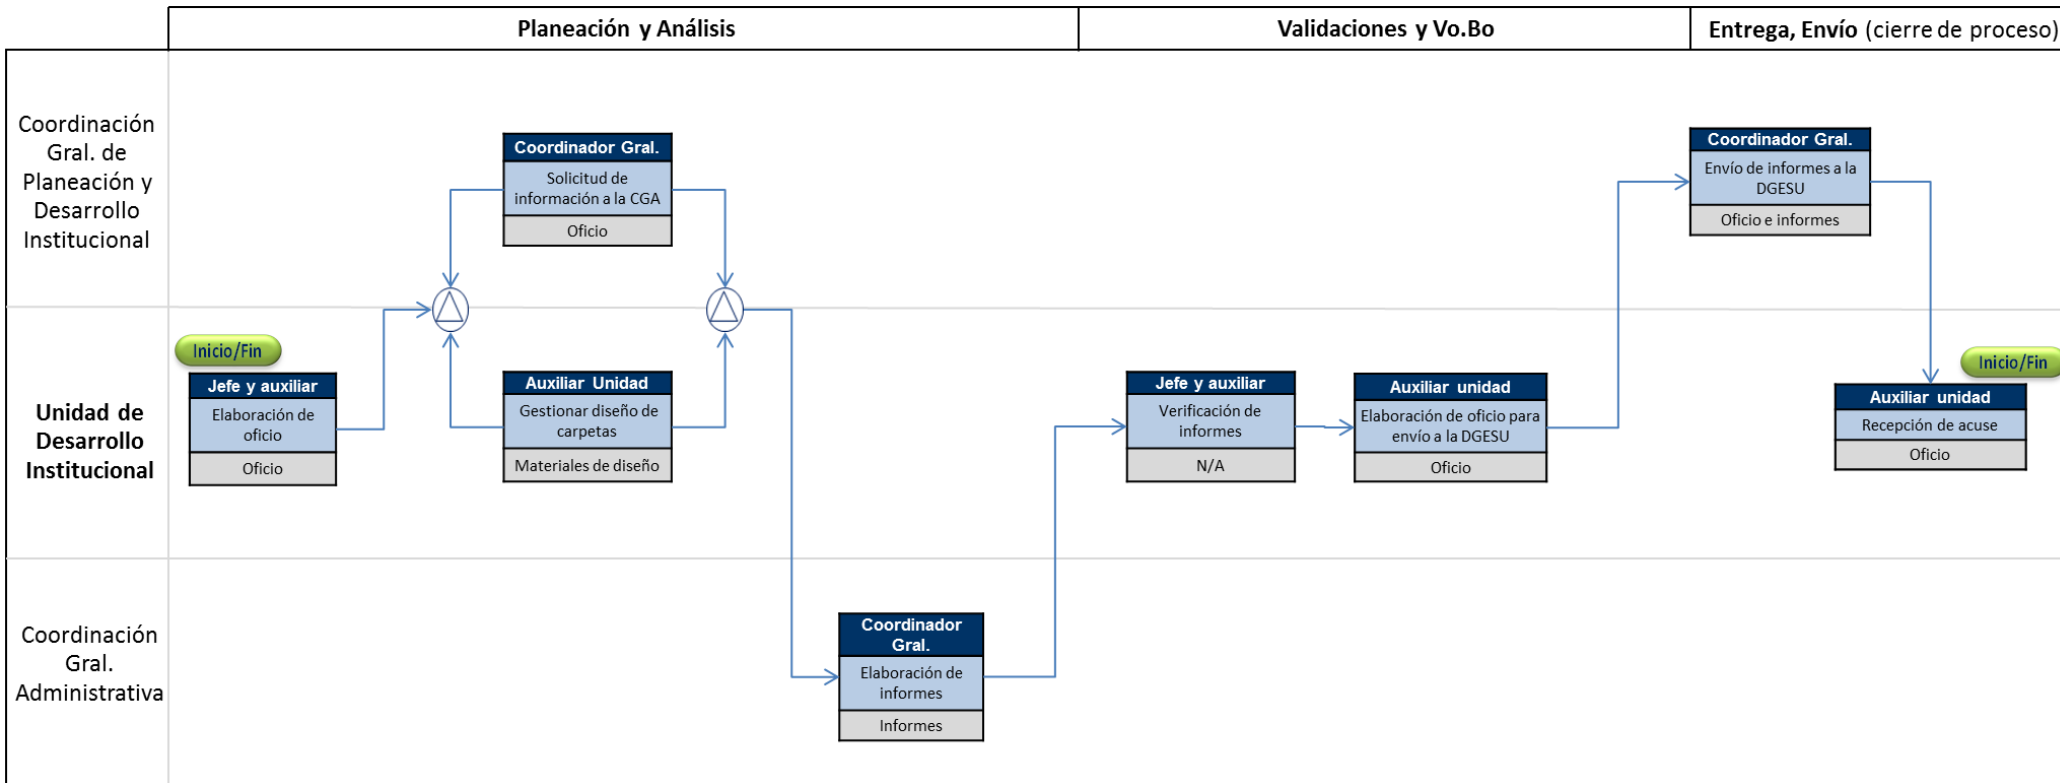 Planeación y Análisis
Validaciones y Vo.Bo
Entrega, Envío (cierre de proceso)
Coordinación
Gral. de
Planeación y
Desarrollo
Institucional
Coordinador Gral.
Solicitud de
información a la CGA
Oficio
Coordinador Gral.
Envío de informes a la
DGESU
Oficio e informes
Unidad de
Desarrollo
Institucional
Inicio/Fin
Jefe y auxiliar
Elaboración de
oficio
Oficio
Auxiliar Unidad
Gestionar diseño de
carpetas
Materiales de diseño
Jefe y auxiliar
Verificación de
informes
N/A
Auxiliar unidad
Elaboración de oficio para
envío a la DGESU
Oficio
Inicio/Fin
Auxiliar unidad
Recepción de acuse
Oficio
Coordinación
Gral.
Administrativa
Coordinador
Gral.
Elaboración de
informes
Informes